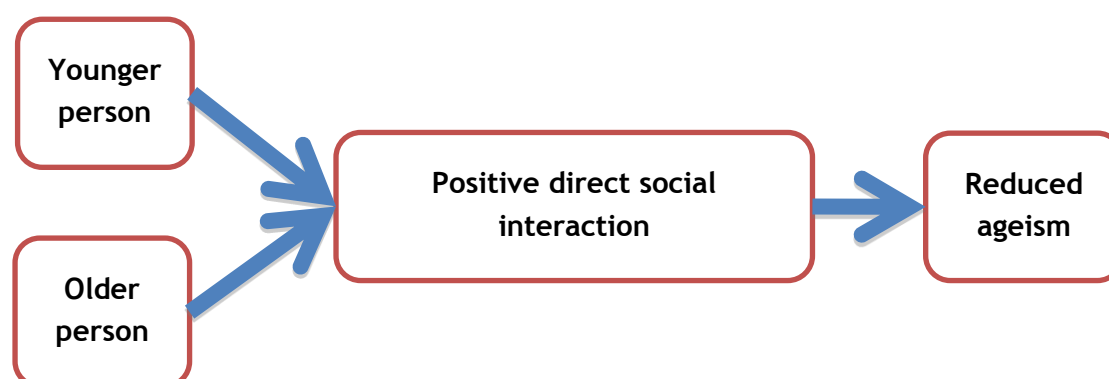 Younger
person
Positive direct social
interaction
Reduced
ageism
Older
person